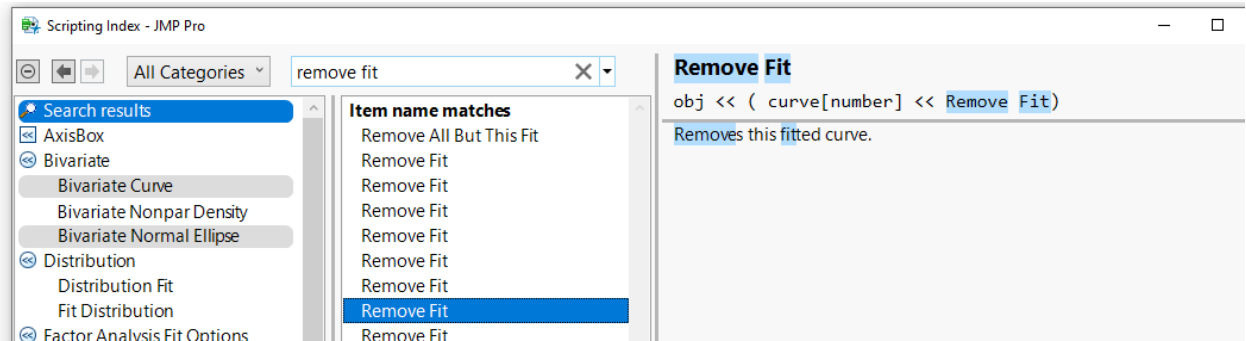 Scripting Index - JMP Pro
All Categories
remove fit
Search results
AxisBox
Bivariate
Bivariate Curve
Bivariate Nonpar Density
Bivariate Normal Ellipse
Distribution
Distribution Fit
Fit Distribution
Factor Analysis Fit Options
Item name matches
Remove All But This Fit
Remove Fit
Remove Fit
Remove Fit
Remove Fit
Remove Fit
Remove Fit
Remove Fit
Remove Fit
Remove Fit
obj << ( curve[number] << Remove Fit)
Removes this fitted curve.